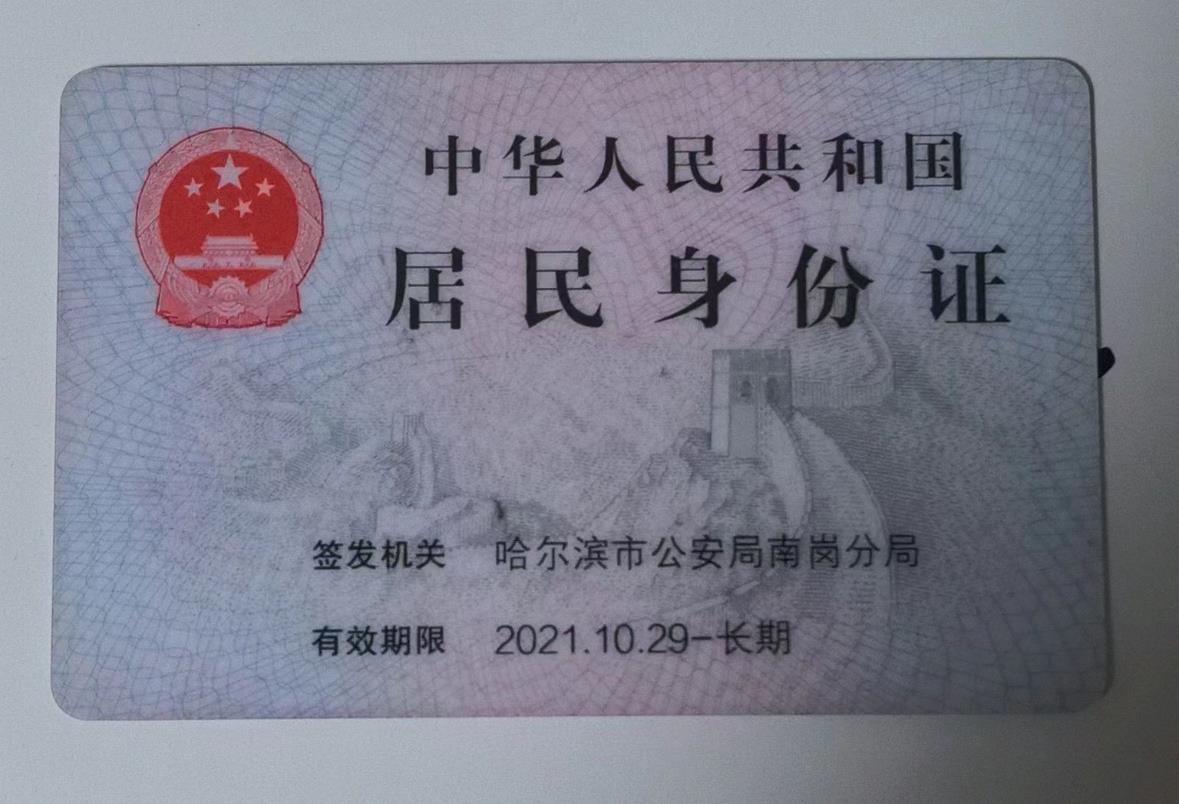 中华人民共和国
居民身份证
签发机关 哈尔滨市公安局南岗分局
有效期限 2021.10.29-长期